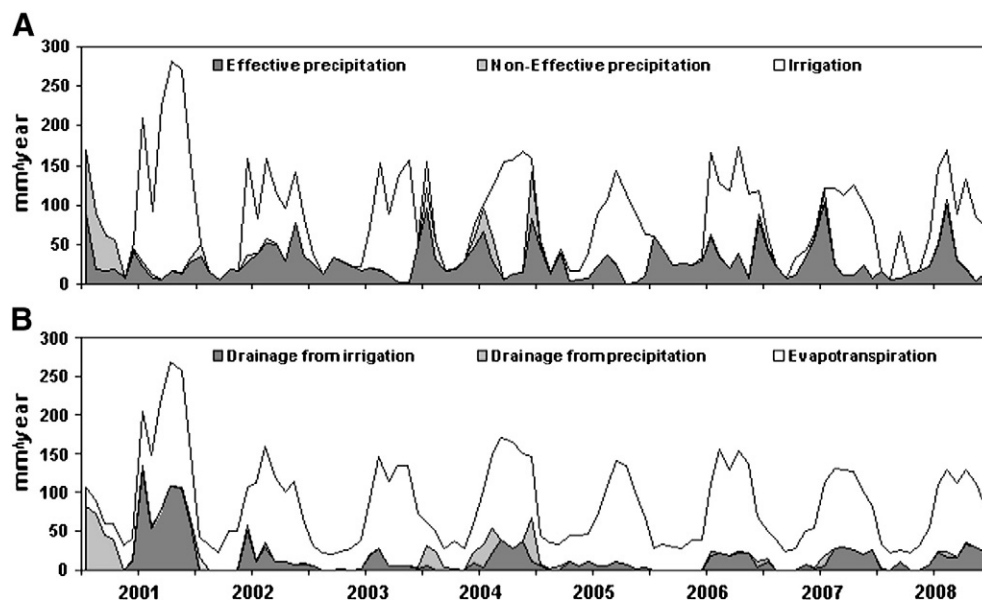 A
300
250
200
150
100
50
0
mm/year
Effective precipitation
Non-Effective precipitation
Irrigation
B
300
250
200
150
100
50
0
mm/year
Drainage from irrigation
Drainage from precipitation
Evapotranspiration
2001 2002 2003 2004 2005 2006 2007 2008